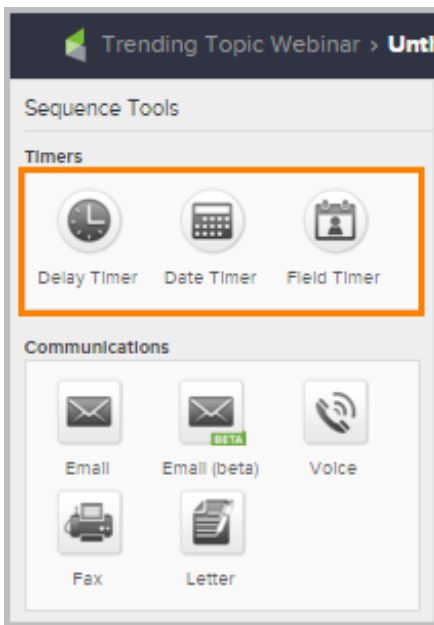 Trending Topic Webinar > Unti
Sequence Tools
Timers
Delay Timer Date Timer Field Timer
Communications
BETA
Email Email (beta) Voice
Fax Letter